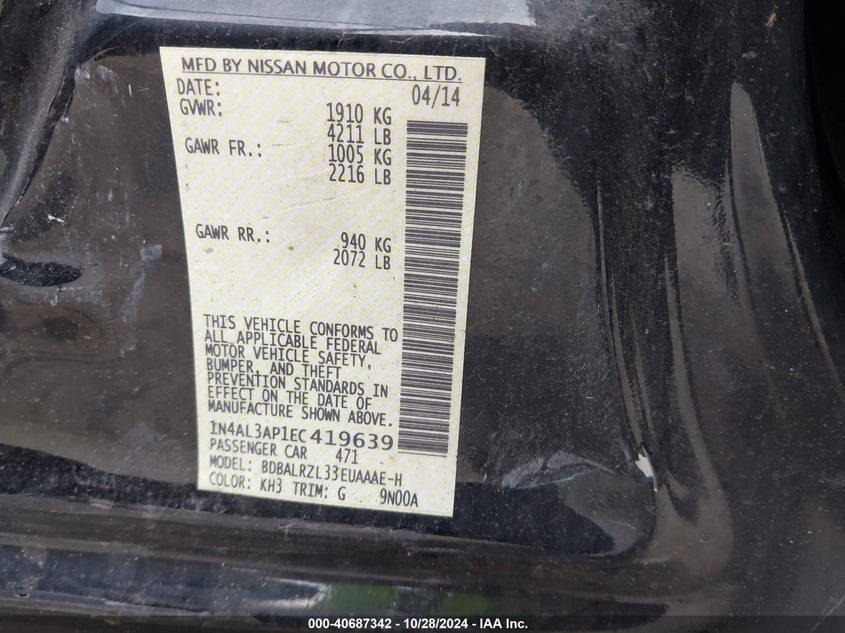 MFD BY NISSAN MOTOR CO., LTD.
DATE: 04/14
GVWR: 1910 KG
4211 LB
GAWR FR.: 1005 KG
2216 LB
GAWR RR.: 940 KG
2072 LB
THIS VEHICLE CONFORMS TO
ALL APPLICABLE FEDERAL
MOTOR VEHICLE SAFETY,
BUMPER, AND THEFT
PREVENTION STANDARDS IN
EFFECT ON THE DATE OF
MANUFACTURE SHOWN ABOVE.
1N4AL3AP1EC419639
PASSENGER CAR 471
MODEL: BDBALRZL33EUAAAE-H
COLOR: KH3 TRIM: G 9N00A
000-40687342 - 10/28/2024 - IAA Inc.